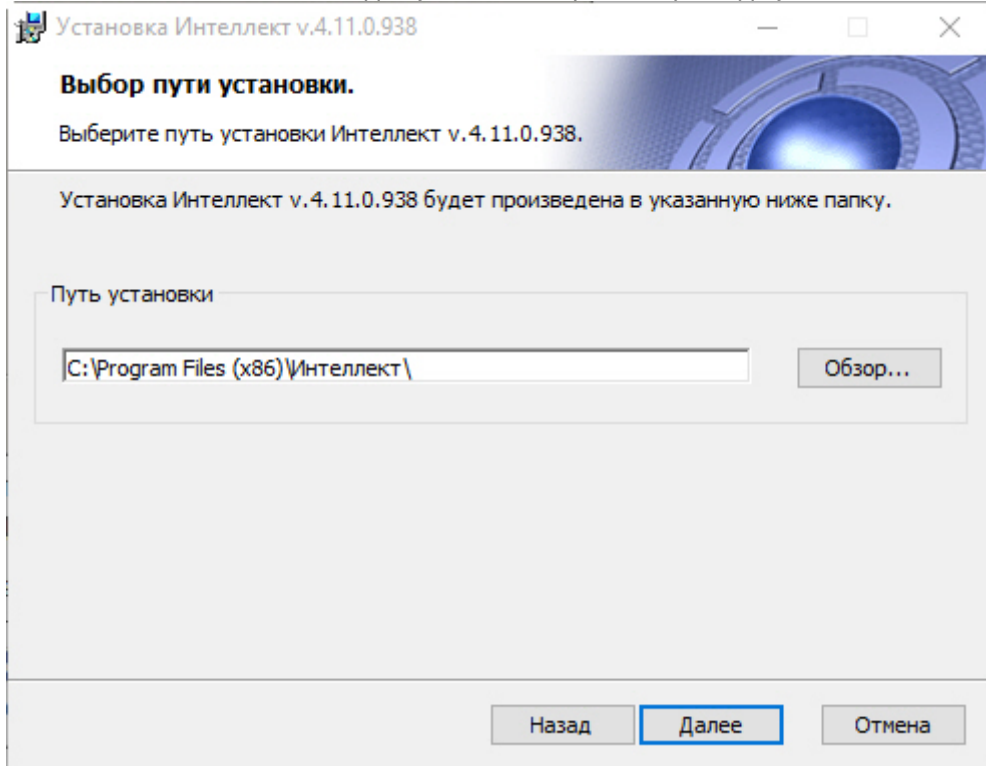 Установка Интеллект v.4.11.0.938
Выбор пути установки.
Выберите путь установки Интеллект v.4.11.0.938.
Установка Интеллект v.4.11.0.938 будет произведена в указанную ниже папку.
Путь установки
C:\Program Files (x86)\Интеллект\
Обзор...
Назад
Далее
Отмена